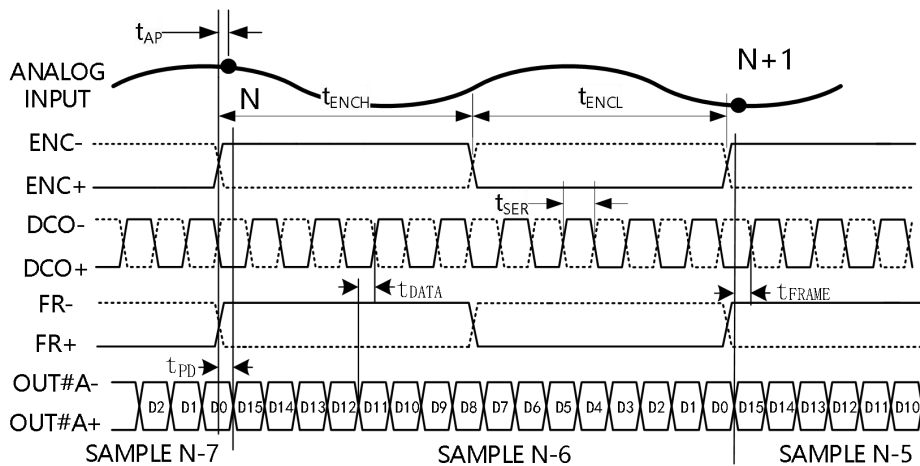 tAP
ANALOG
INPUT
N
tENCH
tENCL
N+1
ENC-
ENC+
tSER
DCO-
DCO+
tDATA
tFRAME
FR-
FR+
tPD
OUT#A-
OUT#A+
D2 D1 D0 D15 D14 D13 D12 D11 D10 D9 D8 D7 D6 D5 D4 D3 D2 D1 D0 D15 D14 D13 D12 D11 D10
SAMPLE N-7
SAMPLE N-6
SAMPLE N-5